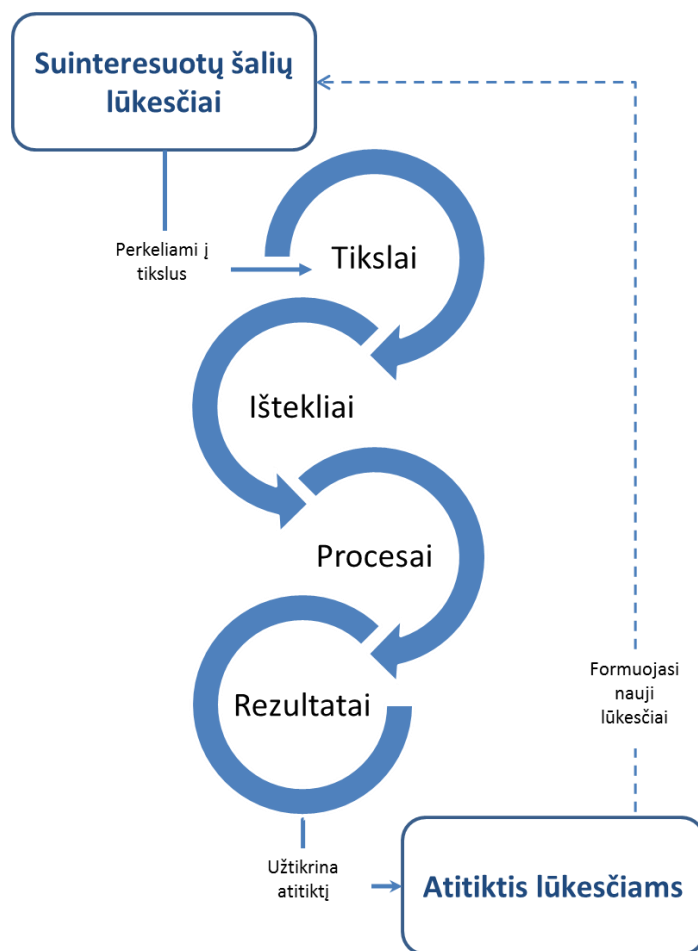 Suinteresuotų šalių
lūkesčiai
Perkeliami į
tikslus
Tikslai
Ištekliai
Procesai
Rezultatai
Formuojasi
nauji
lūkesčiai
Užtikrina
atitiktį
Atitiktis lūkesčiams